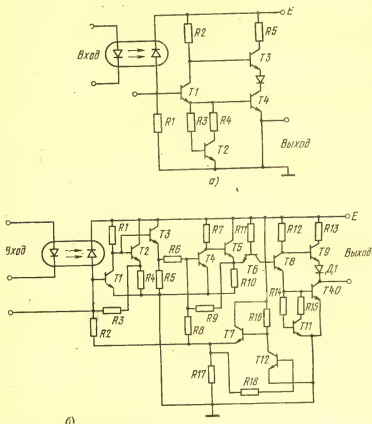 E
R2
R5
Вход
T3
T1
T4
R3
R4
R1
T2
Выход
а)
E
R1
T3
R7
R11
R12
R13
Вход
T2
R6
T4
T5
T6
T8
T9
Выход
T1
R4
R5
R10
Д1
R3
R14
R15
T40
R2
R8
R9
R16
T7
T11
T12
R17
R18
б)